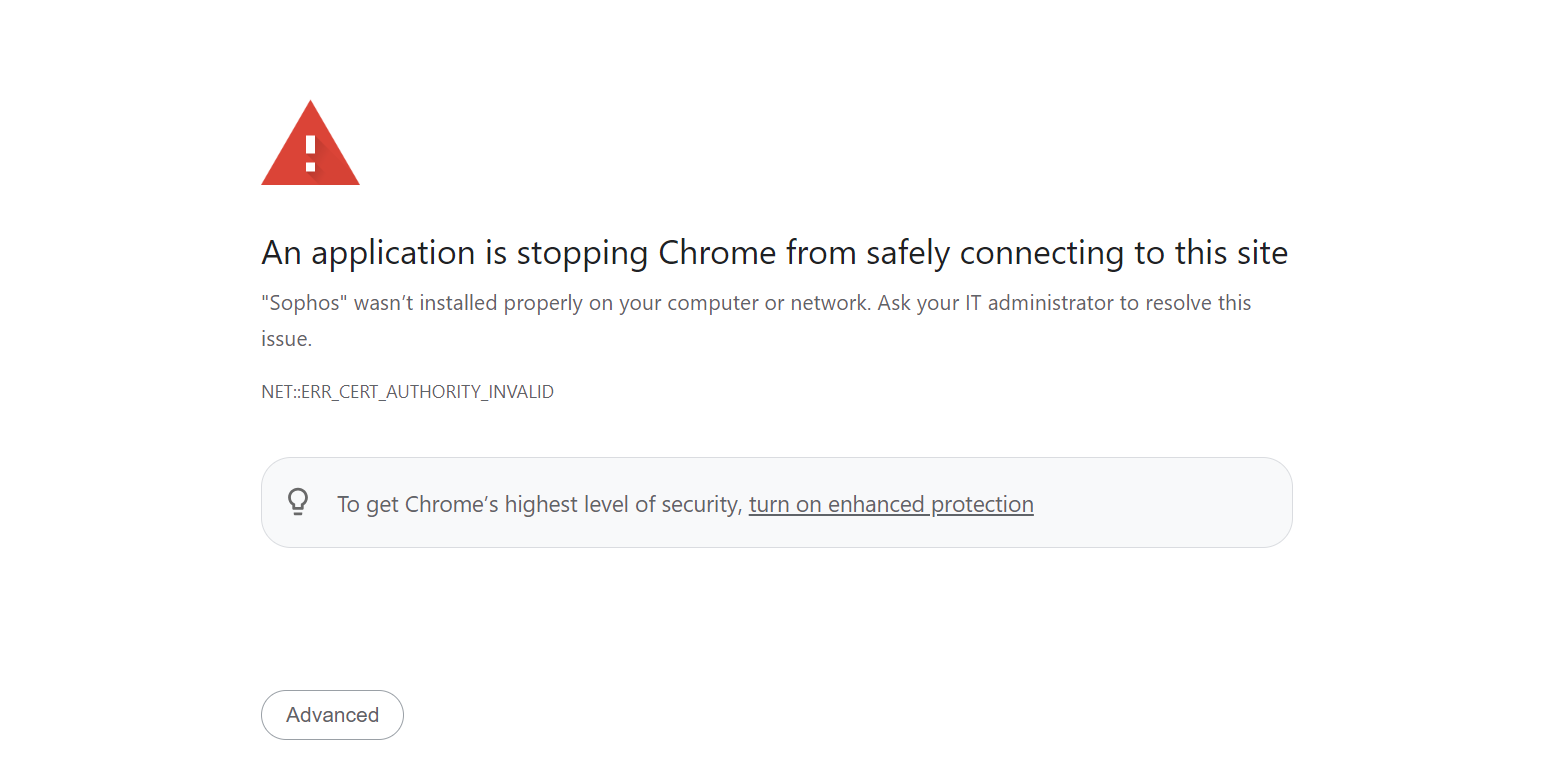 An application is stopping Chrome from safely connecting to this site
"Sophos" wasn’t installed properly on your computer or network. Ask your IT administrator to resolve this
issue.
NET::ERR_CERT_AUTHORITY_INVALID
To get Chrome’s highest level of security, turn on enhanced protection
Advanced